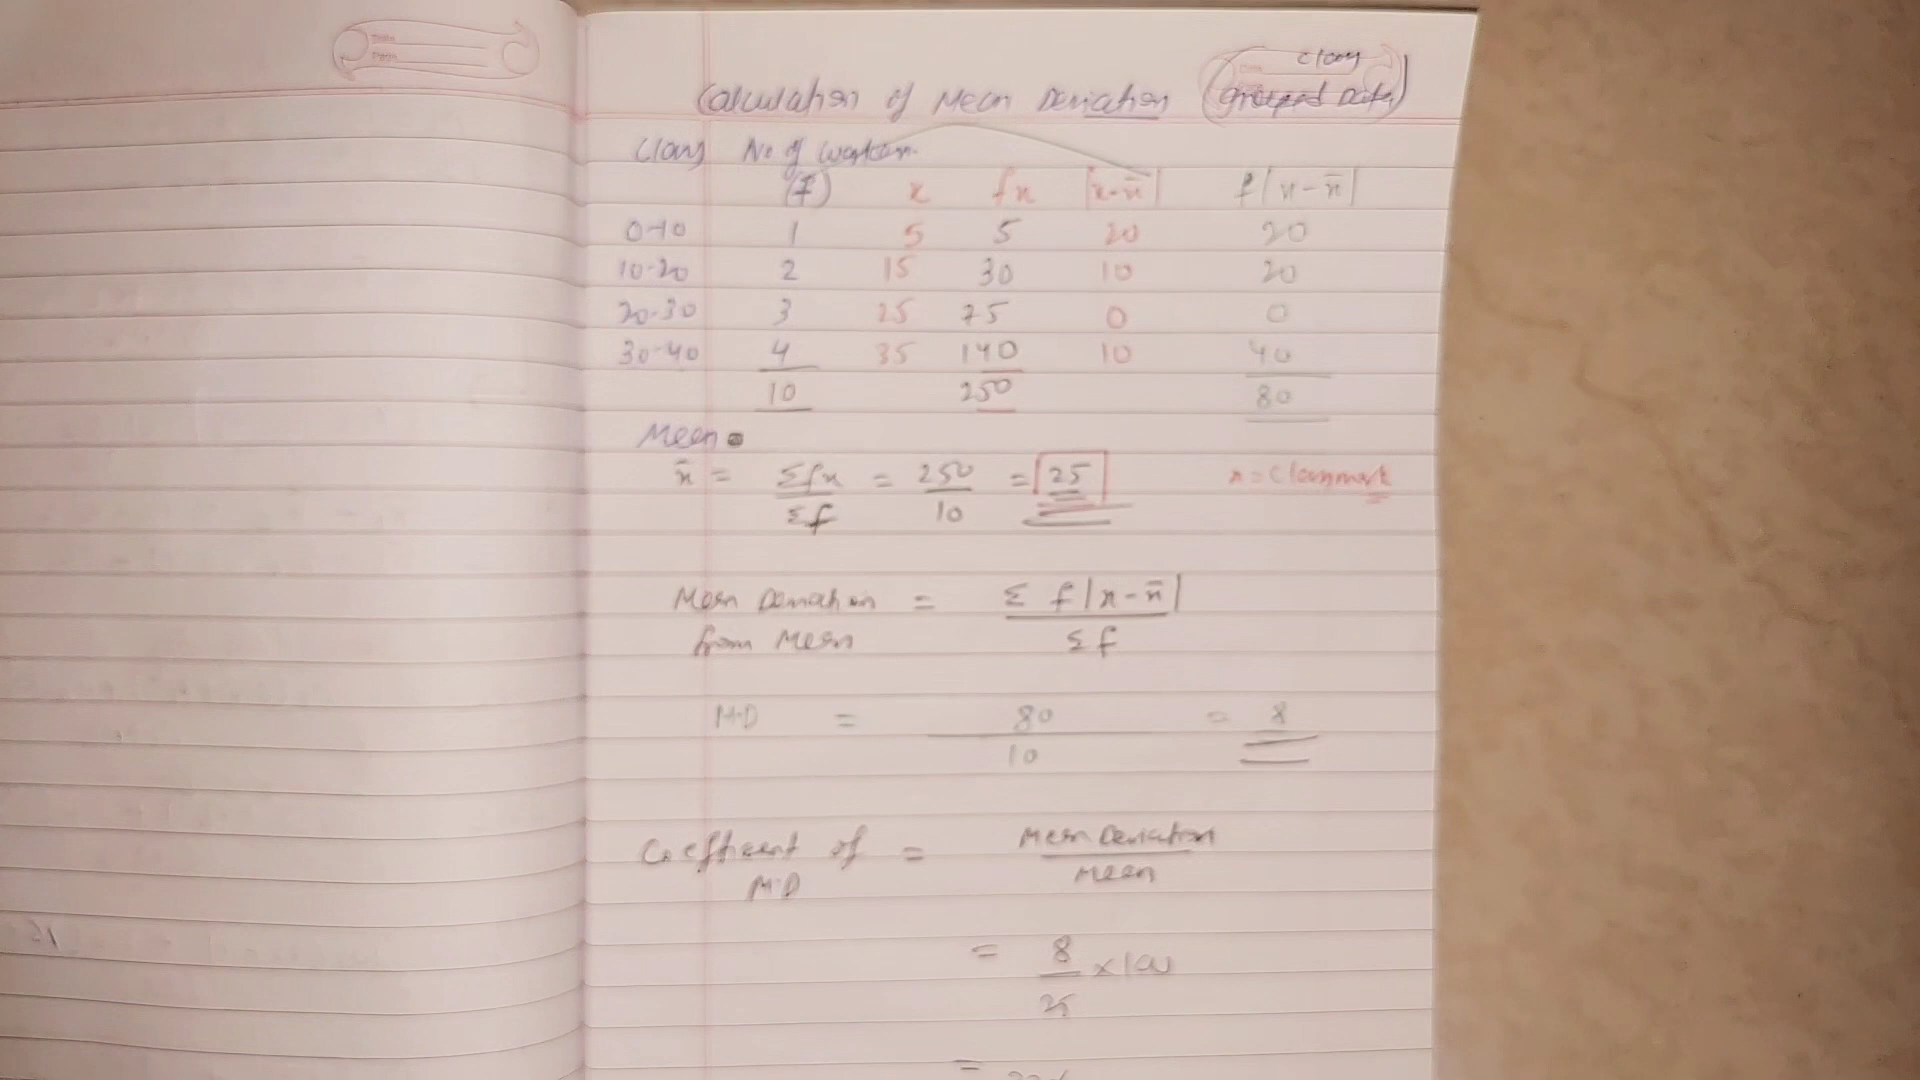 class
Calculation of Mean Deviation (grouped Data)
Class No of workers
(f) x fx |x-x̄| f|x-x̄|
0-10 1 5 5 20 20
10-20 2 15 30 10 20
20-30 3 25 75 0 0
30-40 4 35 140 10 40
10 250 80
Mean
x̄ = Σfx = 250 = 25 x = Classmark
Σf 10
Mean Deviation = Σ f|x-x̄|
from Mean Σf
M.D = 80 = 8
10
Coefficient of = Mean Deviation
M.D Mean
= 8 x 100
25
=